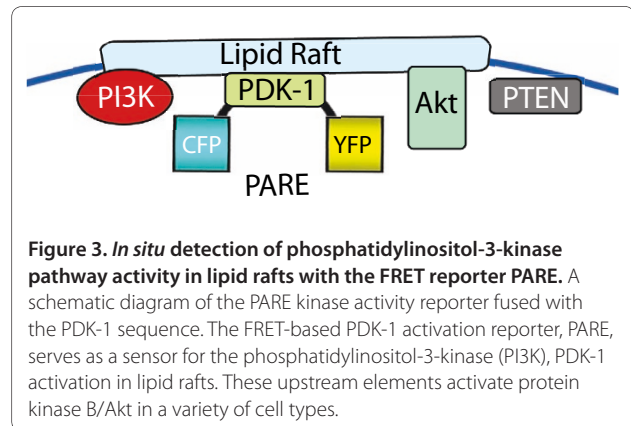 Lipid Raft
PI3K
PDK-1
Akt
PTEN
CFP
YFP
PARE
Figure 3. In situ detection of phosphatidylinositol-3-kinase
pathway activity in lipid rafts with the FRET reporter PARE. A
schematic diagram of the PARE kinase activity reporter fused with
the PDK-1 sequence. The FRET-based PDK-1 activation reporter, PARE,
serves as a sensor for the phosphatidylinositol-3-kinase (PI3K), PDK-1
activation in lipid rafts. These upstream elements activate protein
kinase B/Akt in a variety of cell types.